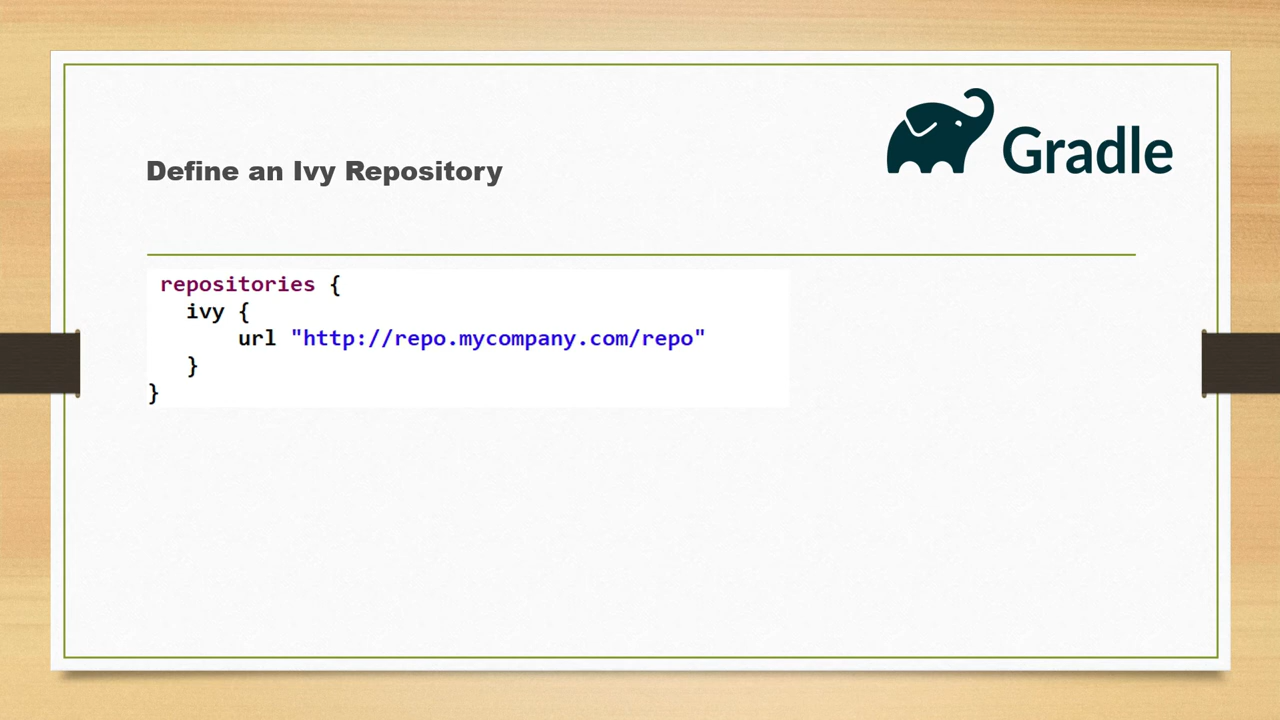 Gradle
Define an Ivy Repository
repositories {
ivy {
url "http://repo.mycompany.com/repo"
}
}